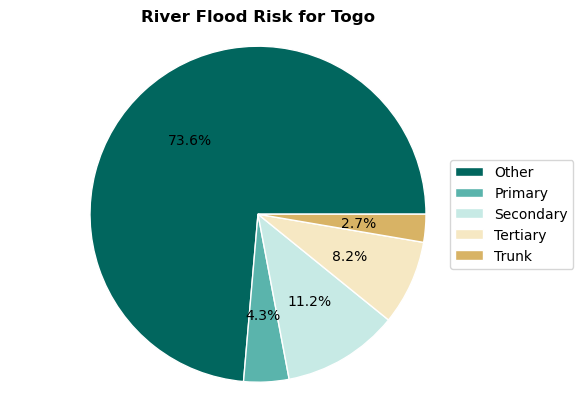 River Flood Risk for Togo
73.6%
2.7%
8.2%
11.2%
4.3%
Other
Primary
Secondary
Tertiary
Trunk